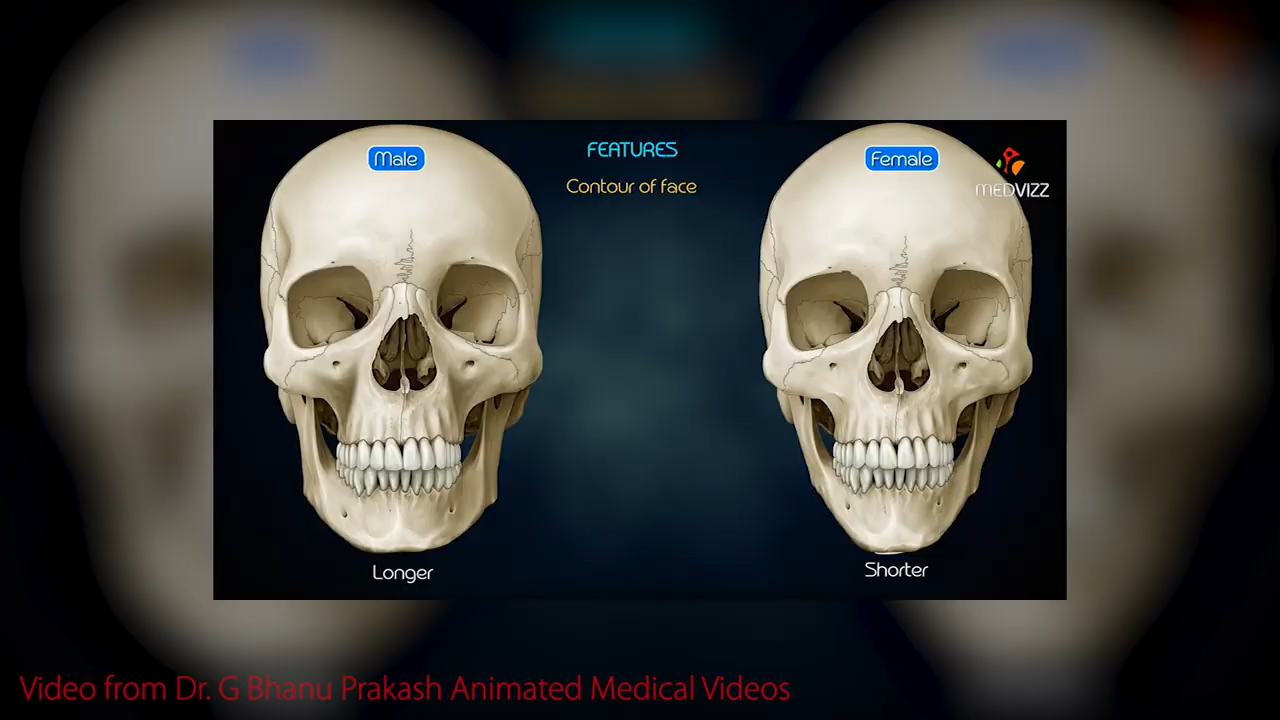 Male
FEATURES
Female
Contour of face
MEDVIZZ
Longer
Shorter
Video from Dr. G Bhanu Prakash Animated Medical Videos